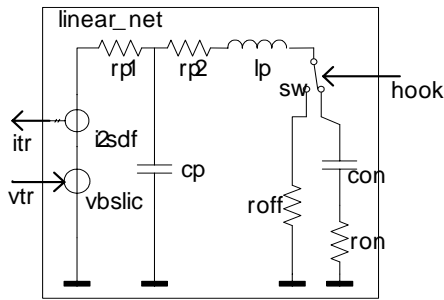 linear_net
rp1
rp2
lp
sw
hook
itr
i2sdf
vtr
vbslic
cp
con
roff
ron